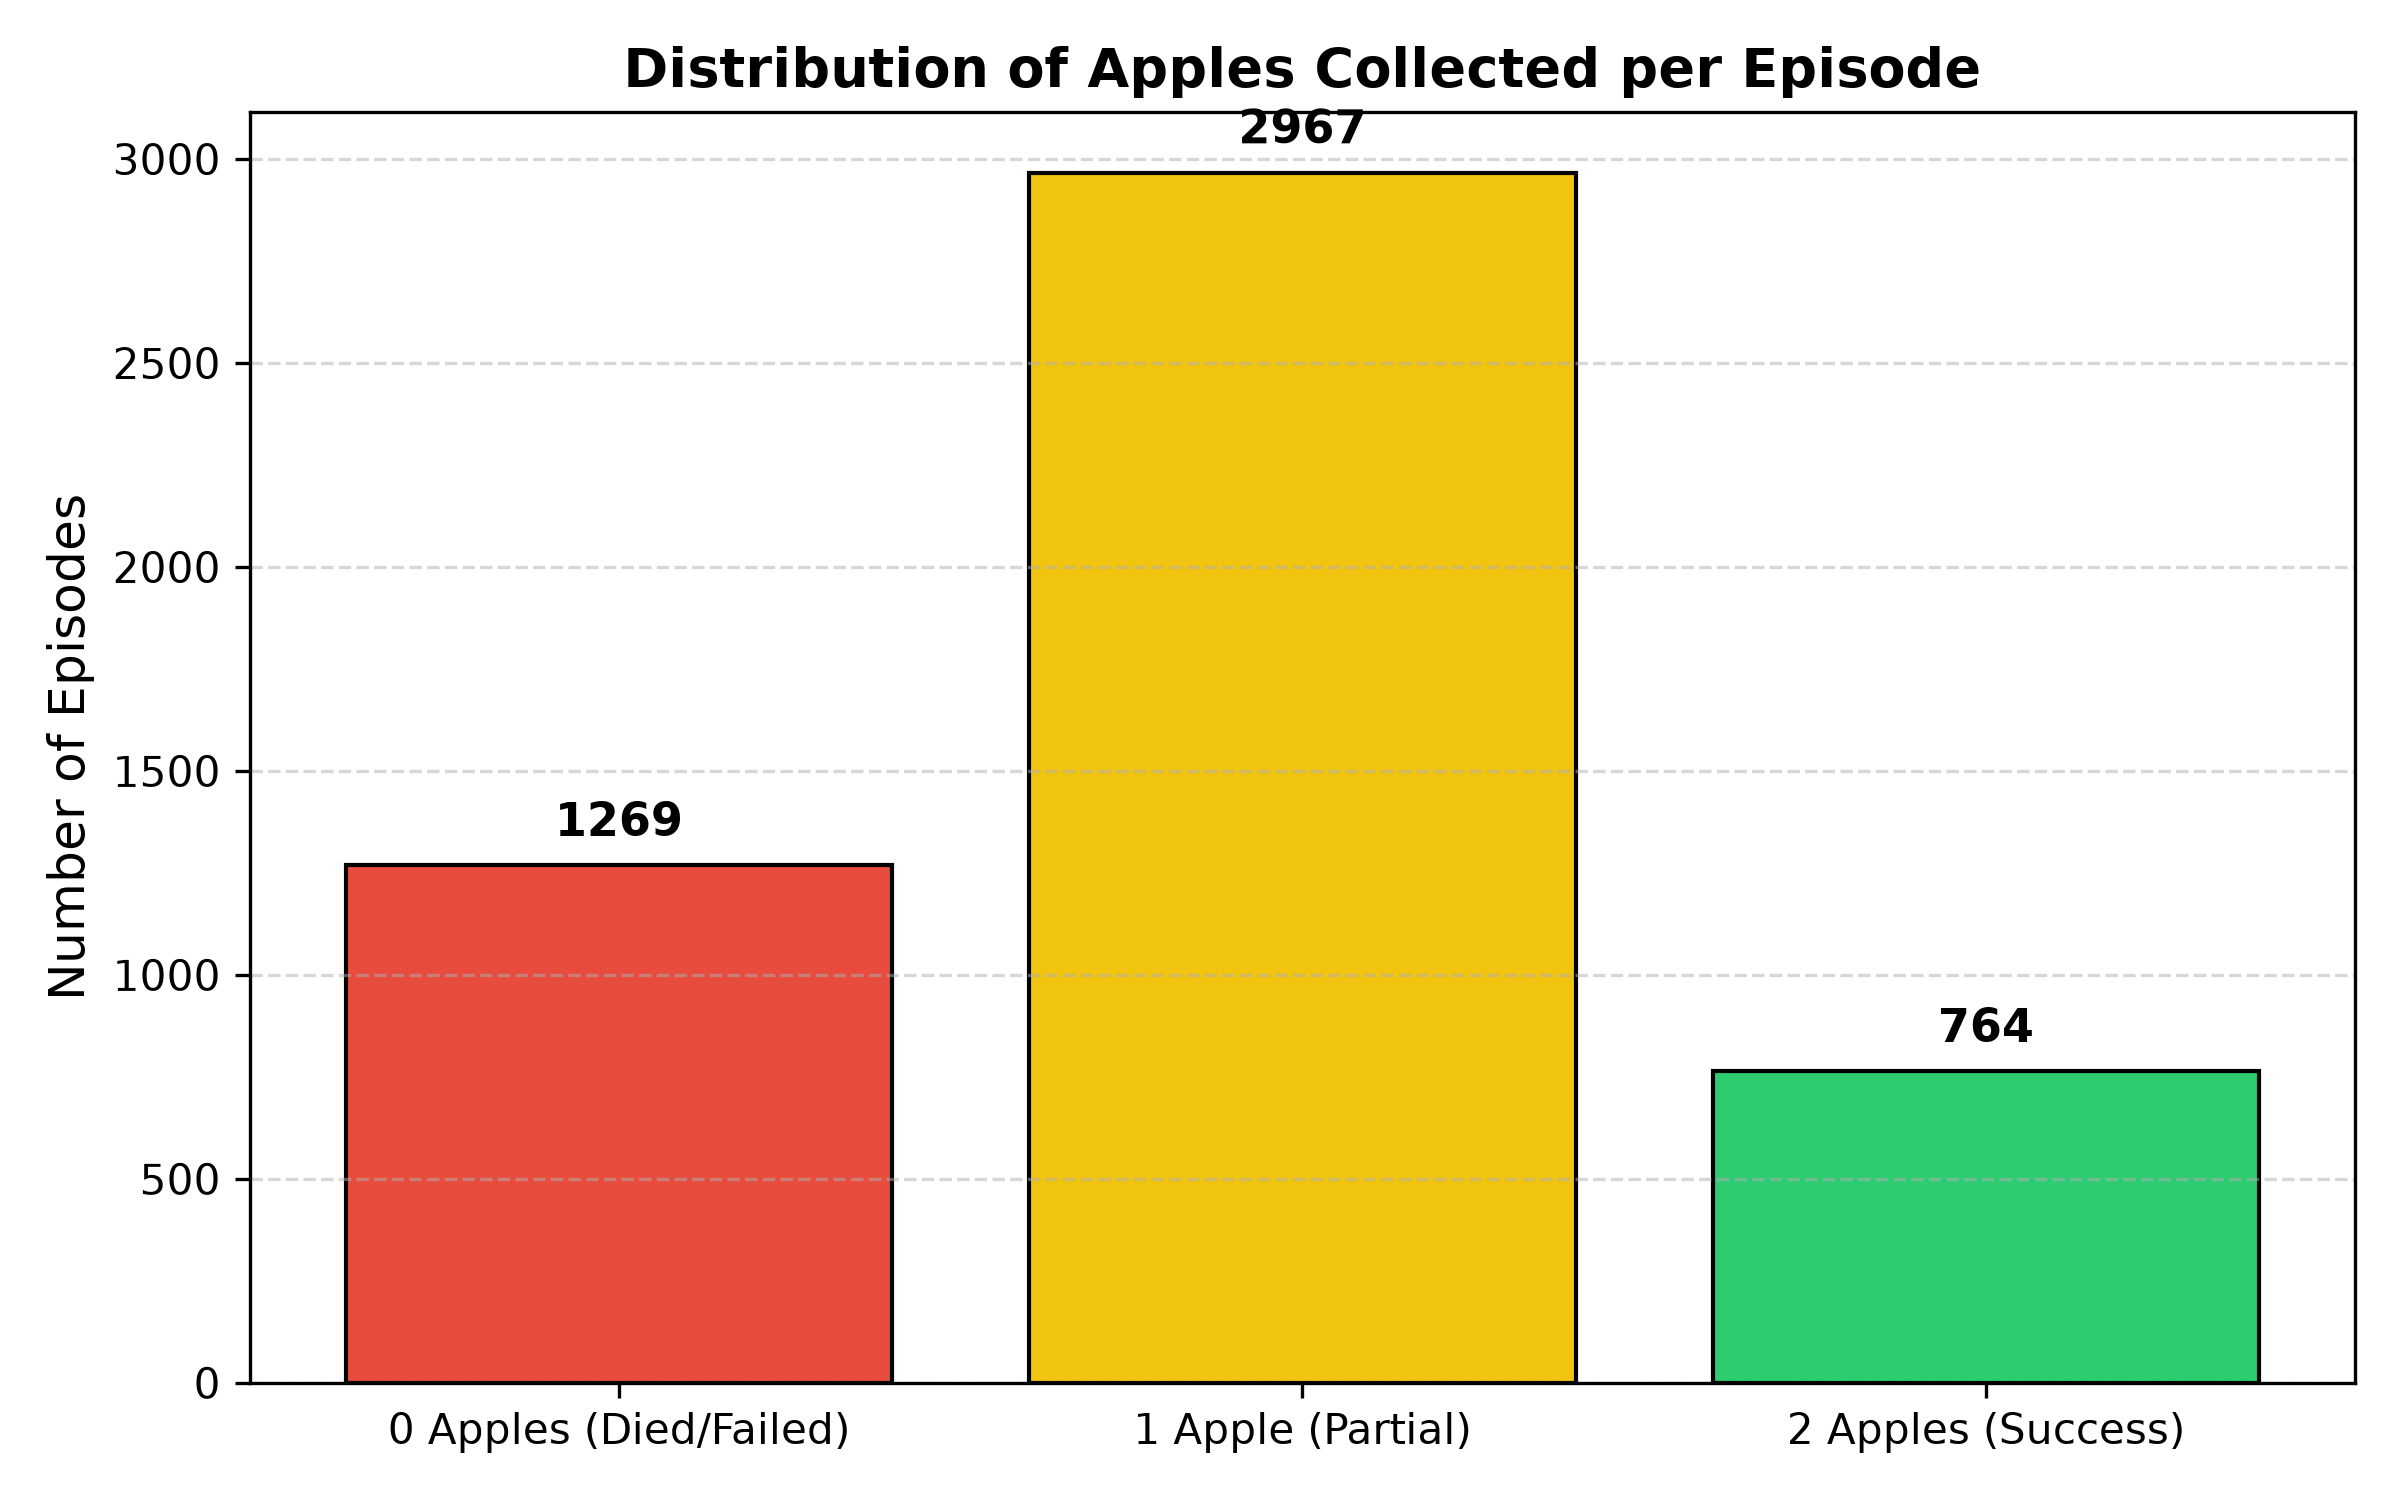 Distribution of Apples Collected per Episode
2967
3000
2500
2000
1500
1269
1000
764
500
0
Number of Episodes
0 Apples (Died/Failed)
1 Apple (Partial)
2 Apples (Success)